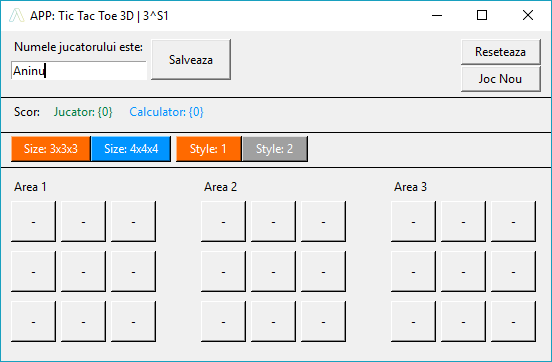 APP: Tic Tac Toe 3D | 3^S1
Numele jucatorului este:
Aninu
Salveaza
Reseteaza
Joc Nou
Scor: Jucator: {0} Calculator: {0}
Size: 3x3x3 Size: 4x4x4 Style: 1 Style: 2
Area 1 Area 2 Area 3
- - - - - - - - -
- - - - - - - - -
- - - - - - - - -